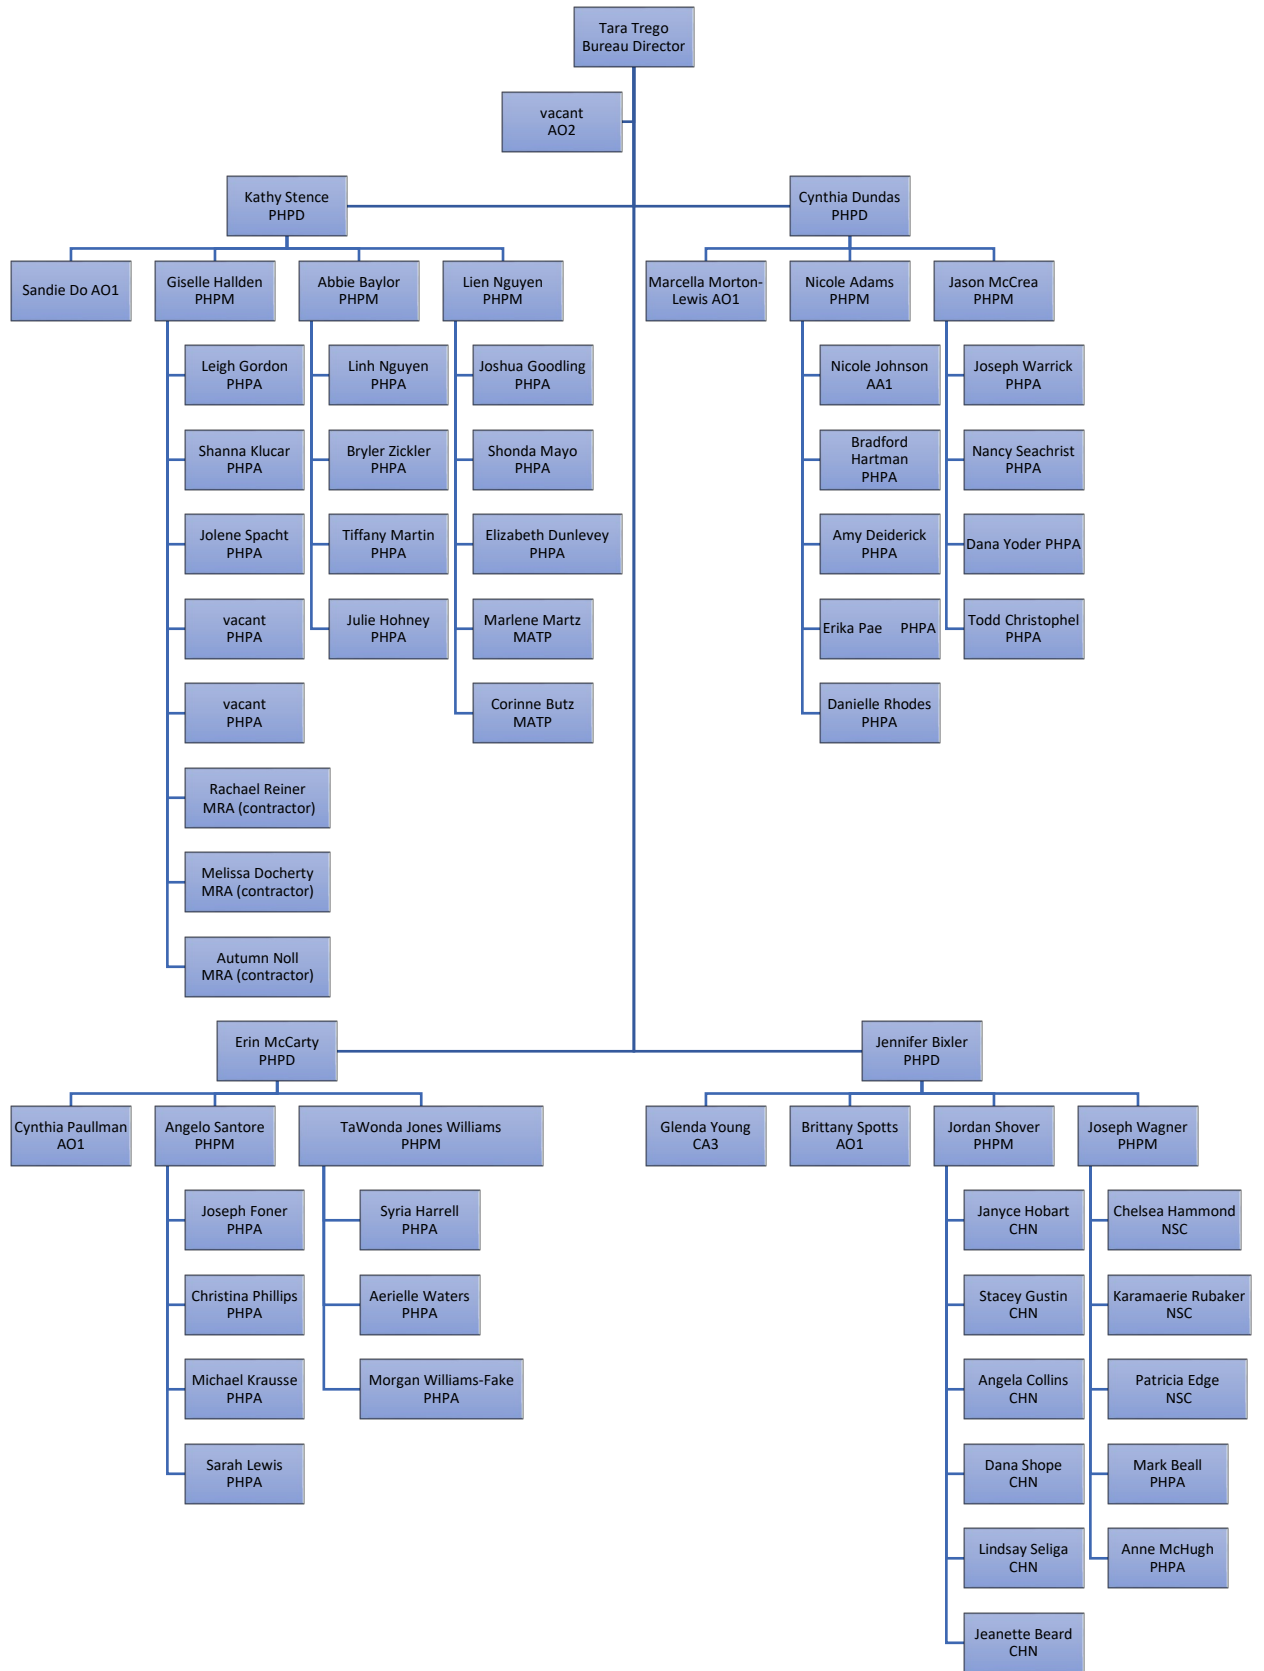 Tara Trego
Bureau Director
vacant
AO2
Kathy Stence
PHPD
Cynthia Dundas
PHPD
Sandie Do AO1
Giselle Hallden
PHPM
Abbie Baylor
PHPM
Lien Nguyen
PHPM
Marcella Morton-
Lewis AO1
Nicole Adams
PHPM
Jason McCrea
PHPM
Leigh Gordon
PHPA
Shanna Klucar
PHPA
Jolene Spacht
PHPA
vacant
PHPA
vacant
PHPA
Rachael Reiner
MRA (contractor)
Melissa Docherty
MRA (contractor)
Autumn Noll
MRA (contractor)
Linh Nguyen
PHPA
Bryler Zickler
PHPA
Tiffany Martin
PHPA
Julie Hohney
PHPA
Joshua Goodling
PHPA
Shonda Mayo
PHPA
Elizabeth Dunlevey
PHPA
Marlene Martz
MATP
Corinne Butz
MATP
Nicole Johnson
AA1
Bradford
Hartman
PHPA
Amy Deiderick
PHPA
Erika Pae PHPA
Danielle Rhodes
PHPA
Joseph Warrick
PHPA
Nancy Seachrist
PHPA
Dana Yoder PHPA
Todd Christophel
PHPA
Erin McCarty
PHPD
Jennifer Bixler
PHPD
Cynthia Paullman
AO1
Angelo Santore
PHPM
TaWonda Jones Williams
PHPM
Glenda Young
CA3
Brittany Spotts
AO1
Jordan Shover
PHPM
Joseph Wagner
PHPM
Joseph Foner
PHPA
Christina Phillips
PHPA
Michael Krausse
PHPA
Sarah Lewis
PHPA
Syria Harrell
PHPA
Aerielle Waters
PHPA
Morgan Williams-Fake
PHPA
Janyce Hobart
CHN
Stacey Gustin
CHN
Angela Collins
CHN
Dana Shope
CHN
Lindsay Seliga
CHN
Jeanette Beard
CHN
Chelsea Hammond
NSC
Karamaerie Rubaker
NSC
Patricia Edge
NSC
Mark Beall
PHPA
Anne McHugh
PHPA